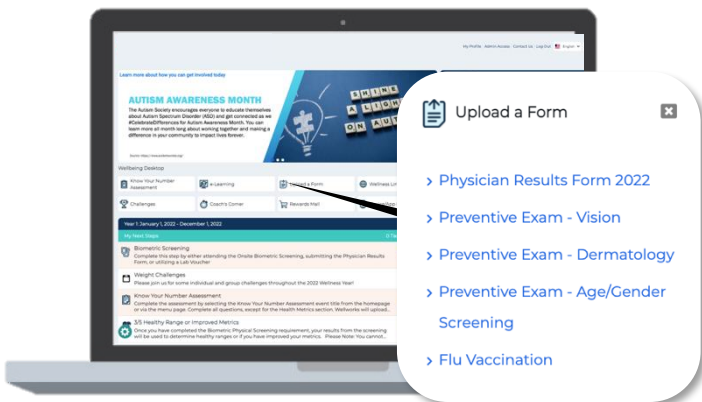 My Profile Admin Access Contact Us Log Out English
Learn more about how you can get involved today
AUTISM AWARENESS MONTH
The Autism Society encourages everyone to educate themselves
about Autism Spectrum Disorder (ASD) and get connected as we
#CelebrateDifferences for Autism Awareness Month. You can
learn more all month long about working together and making a
difference in your community to impact lives forever.
SHINE
A LIGHT
ON AUT
Wellbeing Desktop
Know Your Number
Assessment
e-Learning
Upload a Form
Wellness
Challenges
Coach's Corner
Rewards Mall
Year 1: January 1, 2022 - December 1, 2022
My Next Steps
Biometric Screening
Complete this step by either attending the Onsite Biometric Screening, submitting the Physician Results
Form, or utilizing a Lab Voucher
Weight Challenges
Please join us for some individual and group challenges throughout the 2022 Wellness Year!
Know Your Number Assessment
Complete the assessment by selecting the Know Your Number Assessment event title from the homepage
or via the menu page. Complete all questions, except for the Health Metrics section. Wellworks will upload...
3/5 Healthy Range or Improved Metrics
Once you have completed the Biometric Physical Screening requirement, your results from the screening
will be used to determine healthy ranges or if you have improved your metrics. Please Note: You cannot...
Upload a Form
Physician Results Form 2022
Preventive Exam - Vision
Preventive Exam - Dermatology
Preventive Exam - Age/Gender
Screening
Flu Vaccination